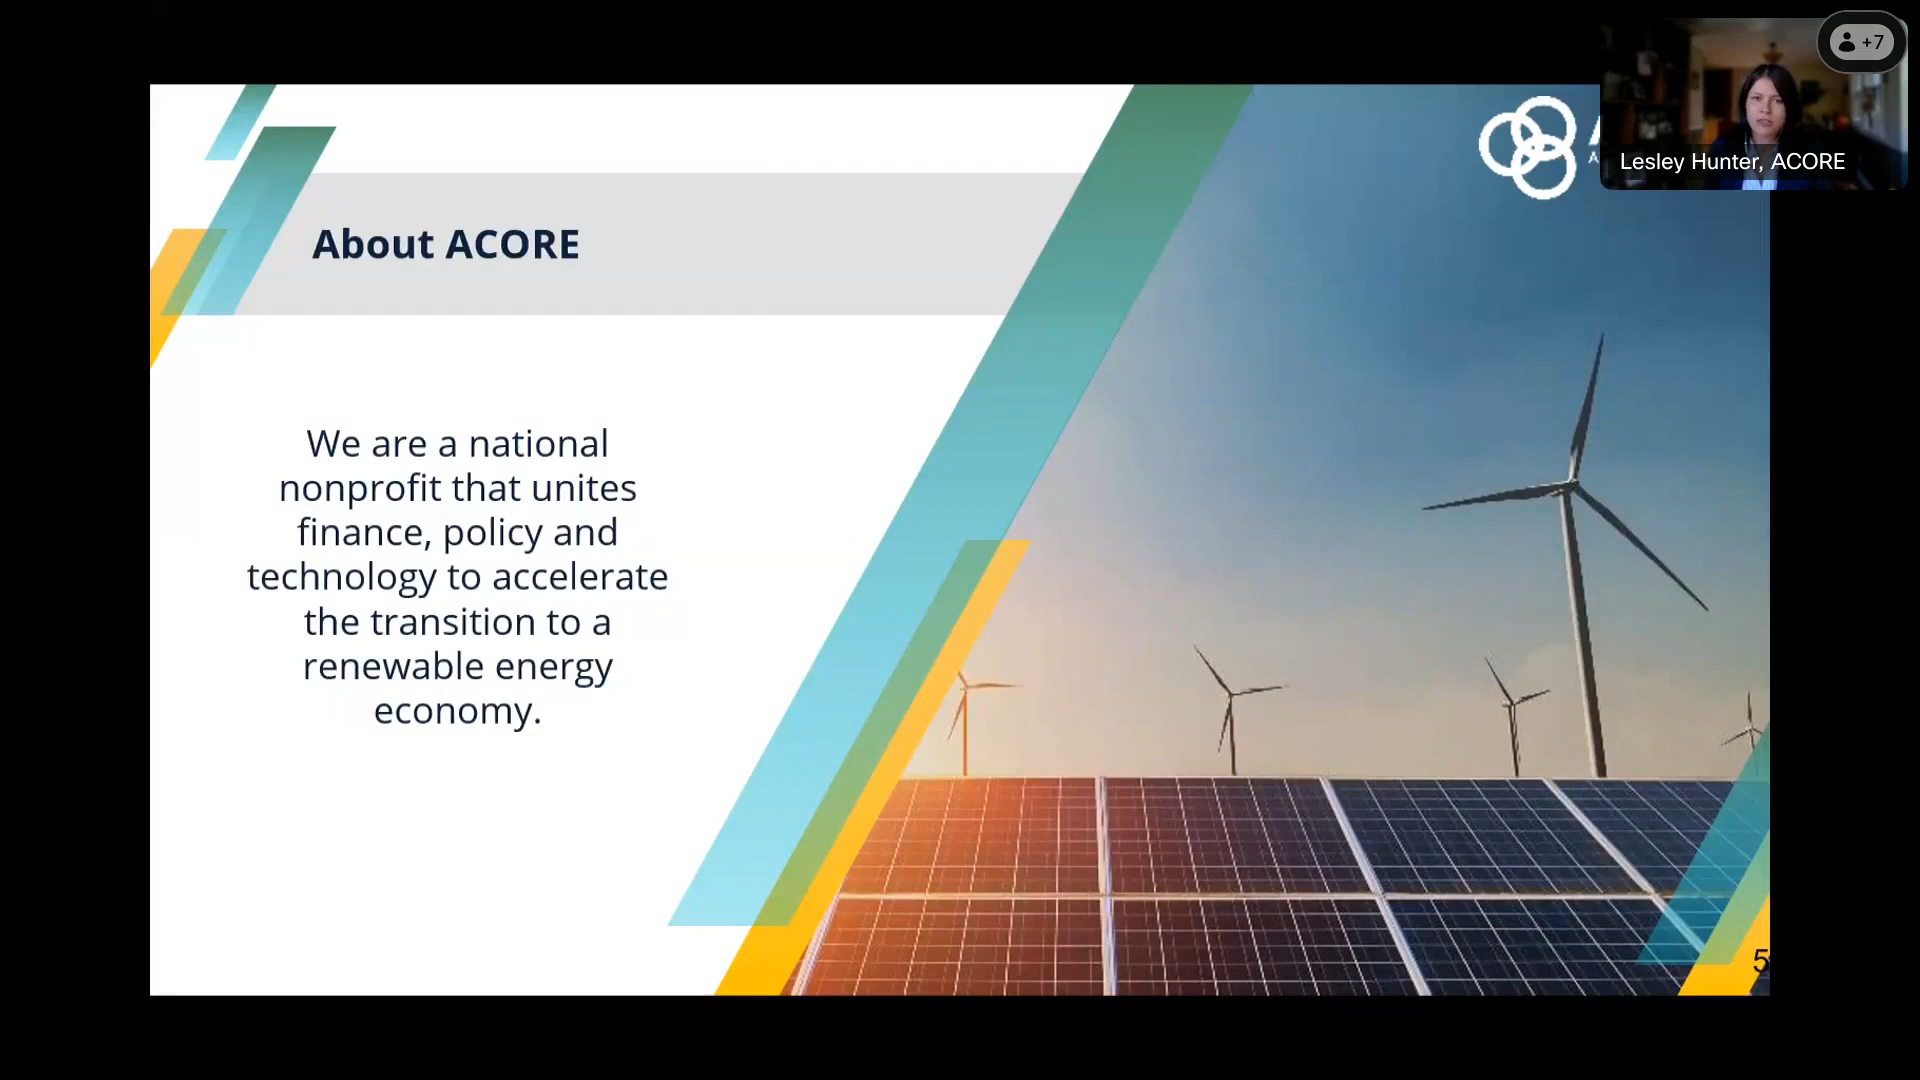 +7
Lesley Hunter, ACORE
About ACORE
We are a national
nonprofit that unites
finance, policy and
technology to accelerate
the transition to a
renewable energy
economy.
5